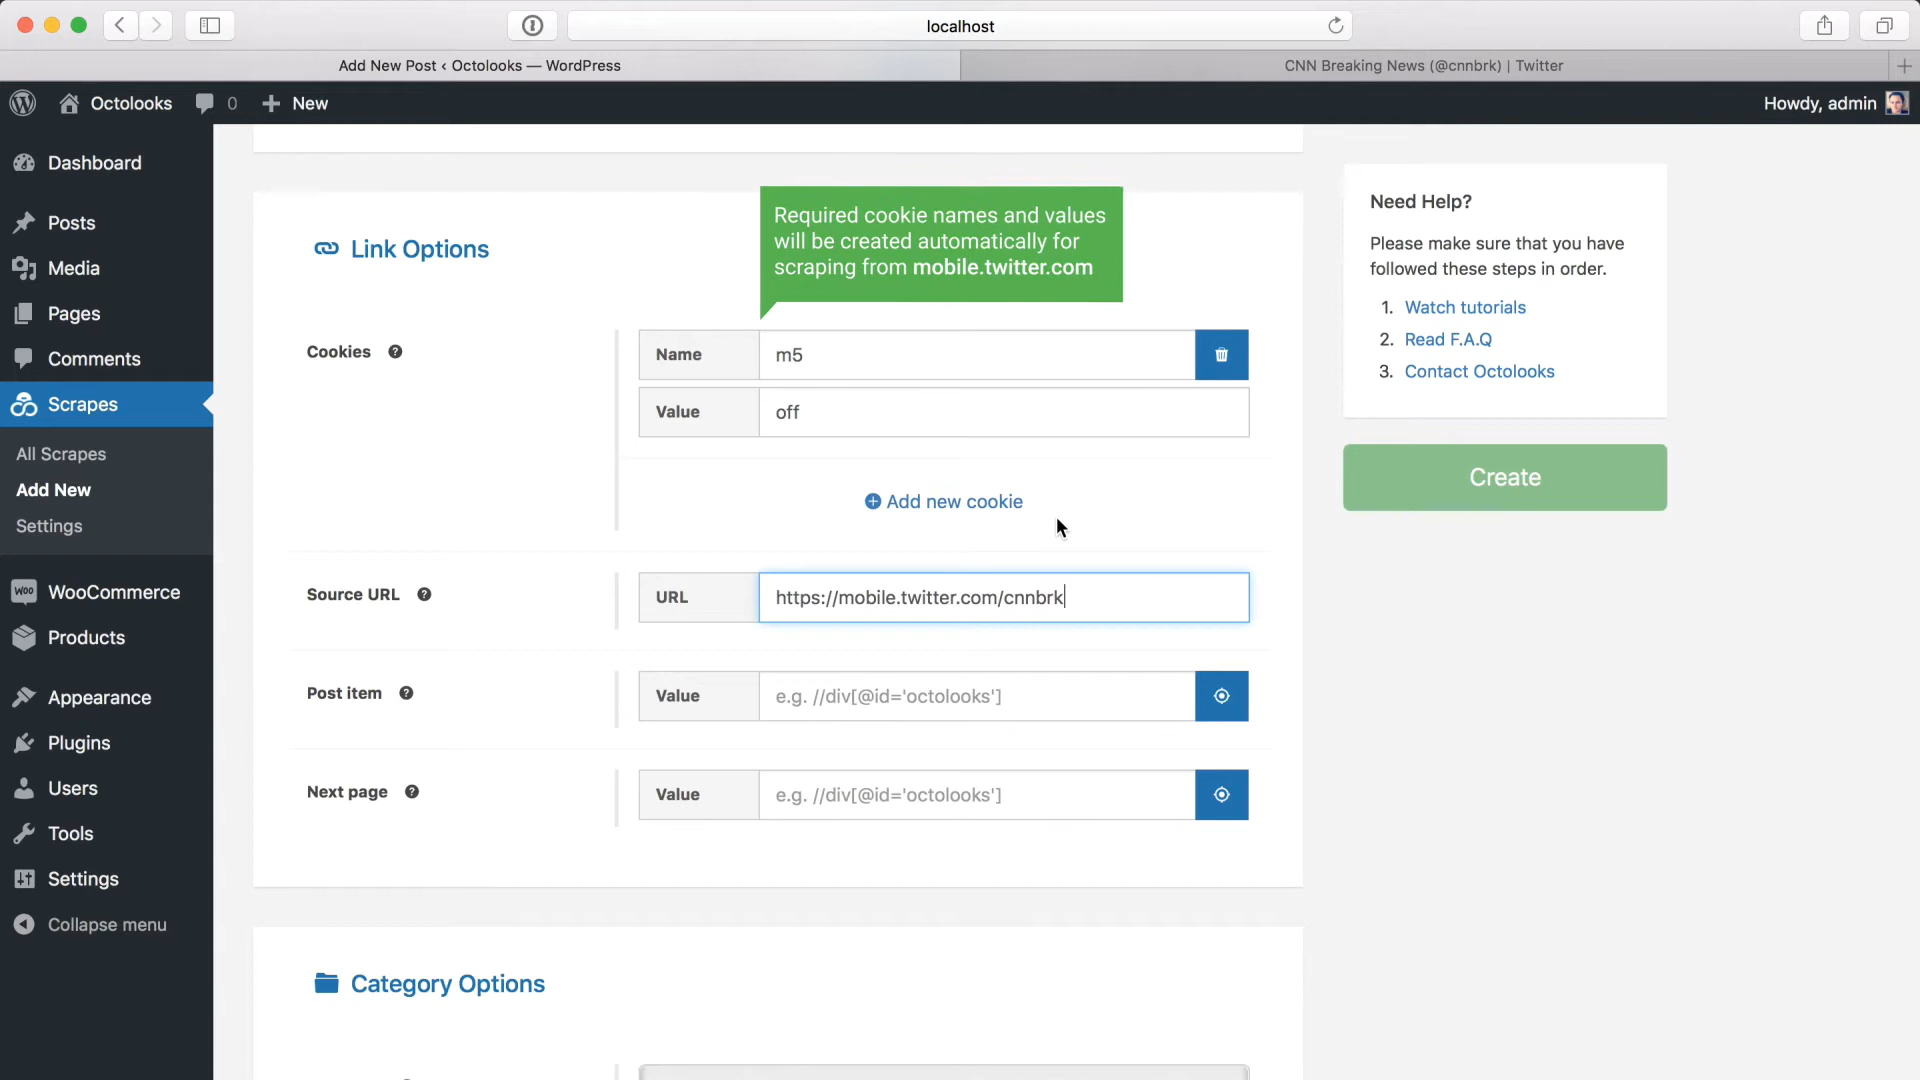 localhost
Add New Post ‹ Octolooks — WordPress
CNN Breaking News (@cnnbrk) | Twitter
Octolooks
0
New
Howdy, admin
Dashboard
Posts
Media
Pages
Comments
Scrapes
All Scrapes
Add New
Settings
WooCommerce
Products
Appearance
Plugins
Users
Tools
Settings
Collapse menu
Link Options
Required cookie names and values
will be created automatically for
scraping from mobile.twitter.com
Cookies
Name
m5
Value
off
Add new cookie
Source URL
URL
https://mobile.twitter.com/cnnbrk
Post item
Value
e.g. //div[@id='octolooks']
Next page
Value
e.g. //div[@id='octolooks']
Category Options
Need Help?
Please make sure that you have
followed these steps in order.
1. Watch tutorials
2. Read F.A.Q
3. Contact Octolooks
Create